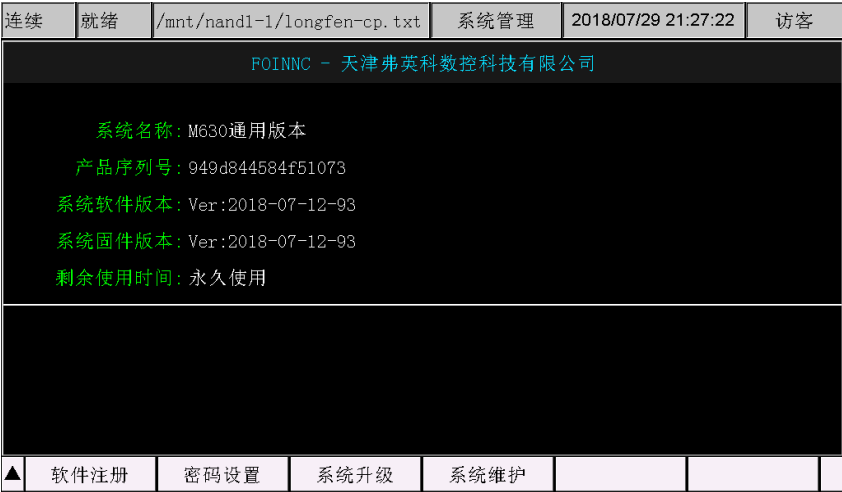 连续 就绪 /mnt/nand1-1/longfen-cp.txt 系统管理 2018/07/29 21:27:22 访客
FOINNC - 天津弗英科数控科技有限公司
系统名称: M630通用版本
产品序列号: 949d844584f51073
系统软件版本: Ver:2018-07-12-93
系统固件版本: Ver:2018-07-12-93
剩余使用时间: 永久使用
▲ 软件注册 密码设置 系统升级 系统维护